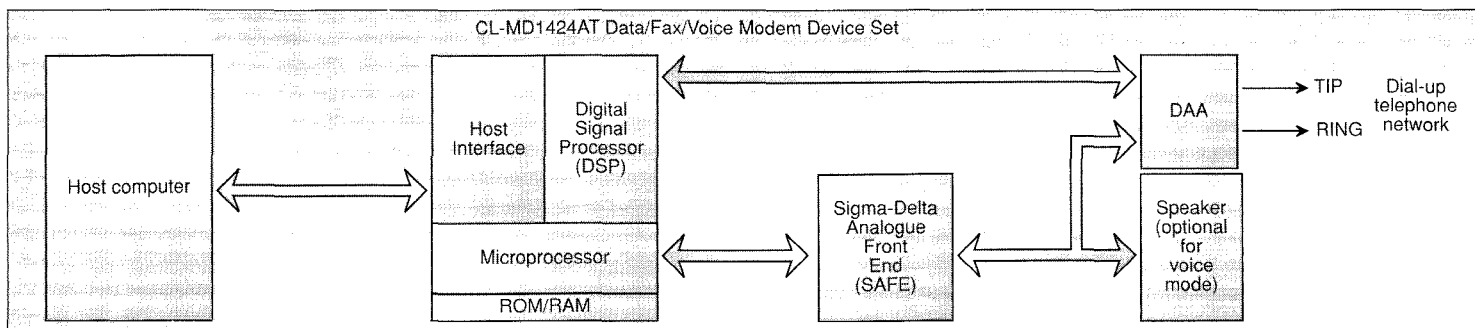 CL-MD1424AT Data/Fax/Voice Modem Device Set
Host computer
Host
Interface
Digital
Signal
Processor
(DSP)
Microprocessor
ROM/RAM
Sigma-Delta
Analogue
Front
End
(SAFE)
DAA
TIP
RING
Dial-up
telephone
network
Speaker
(optional
for
voice
mode)